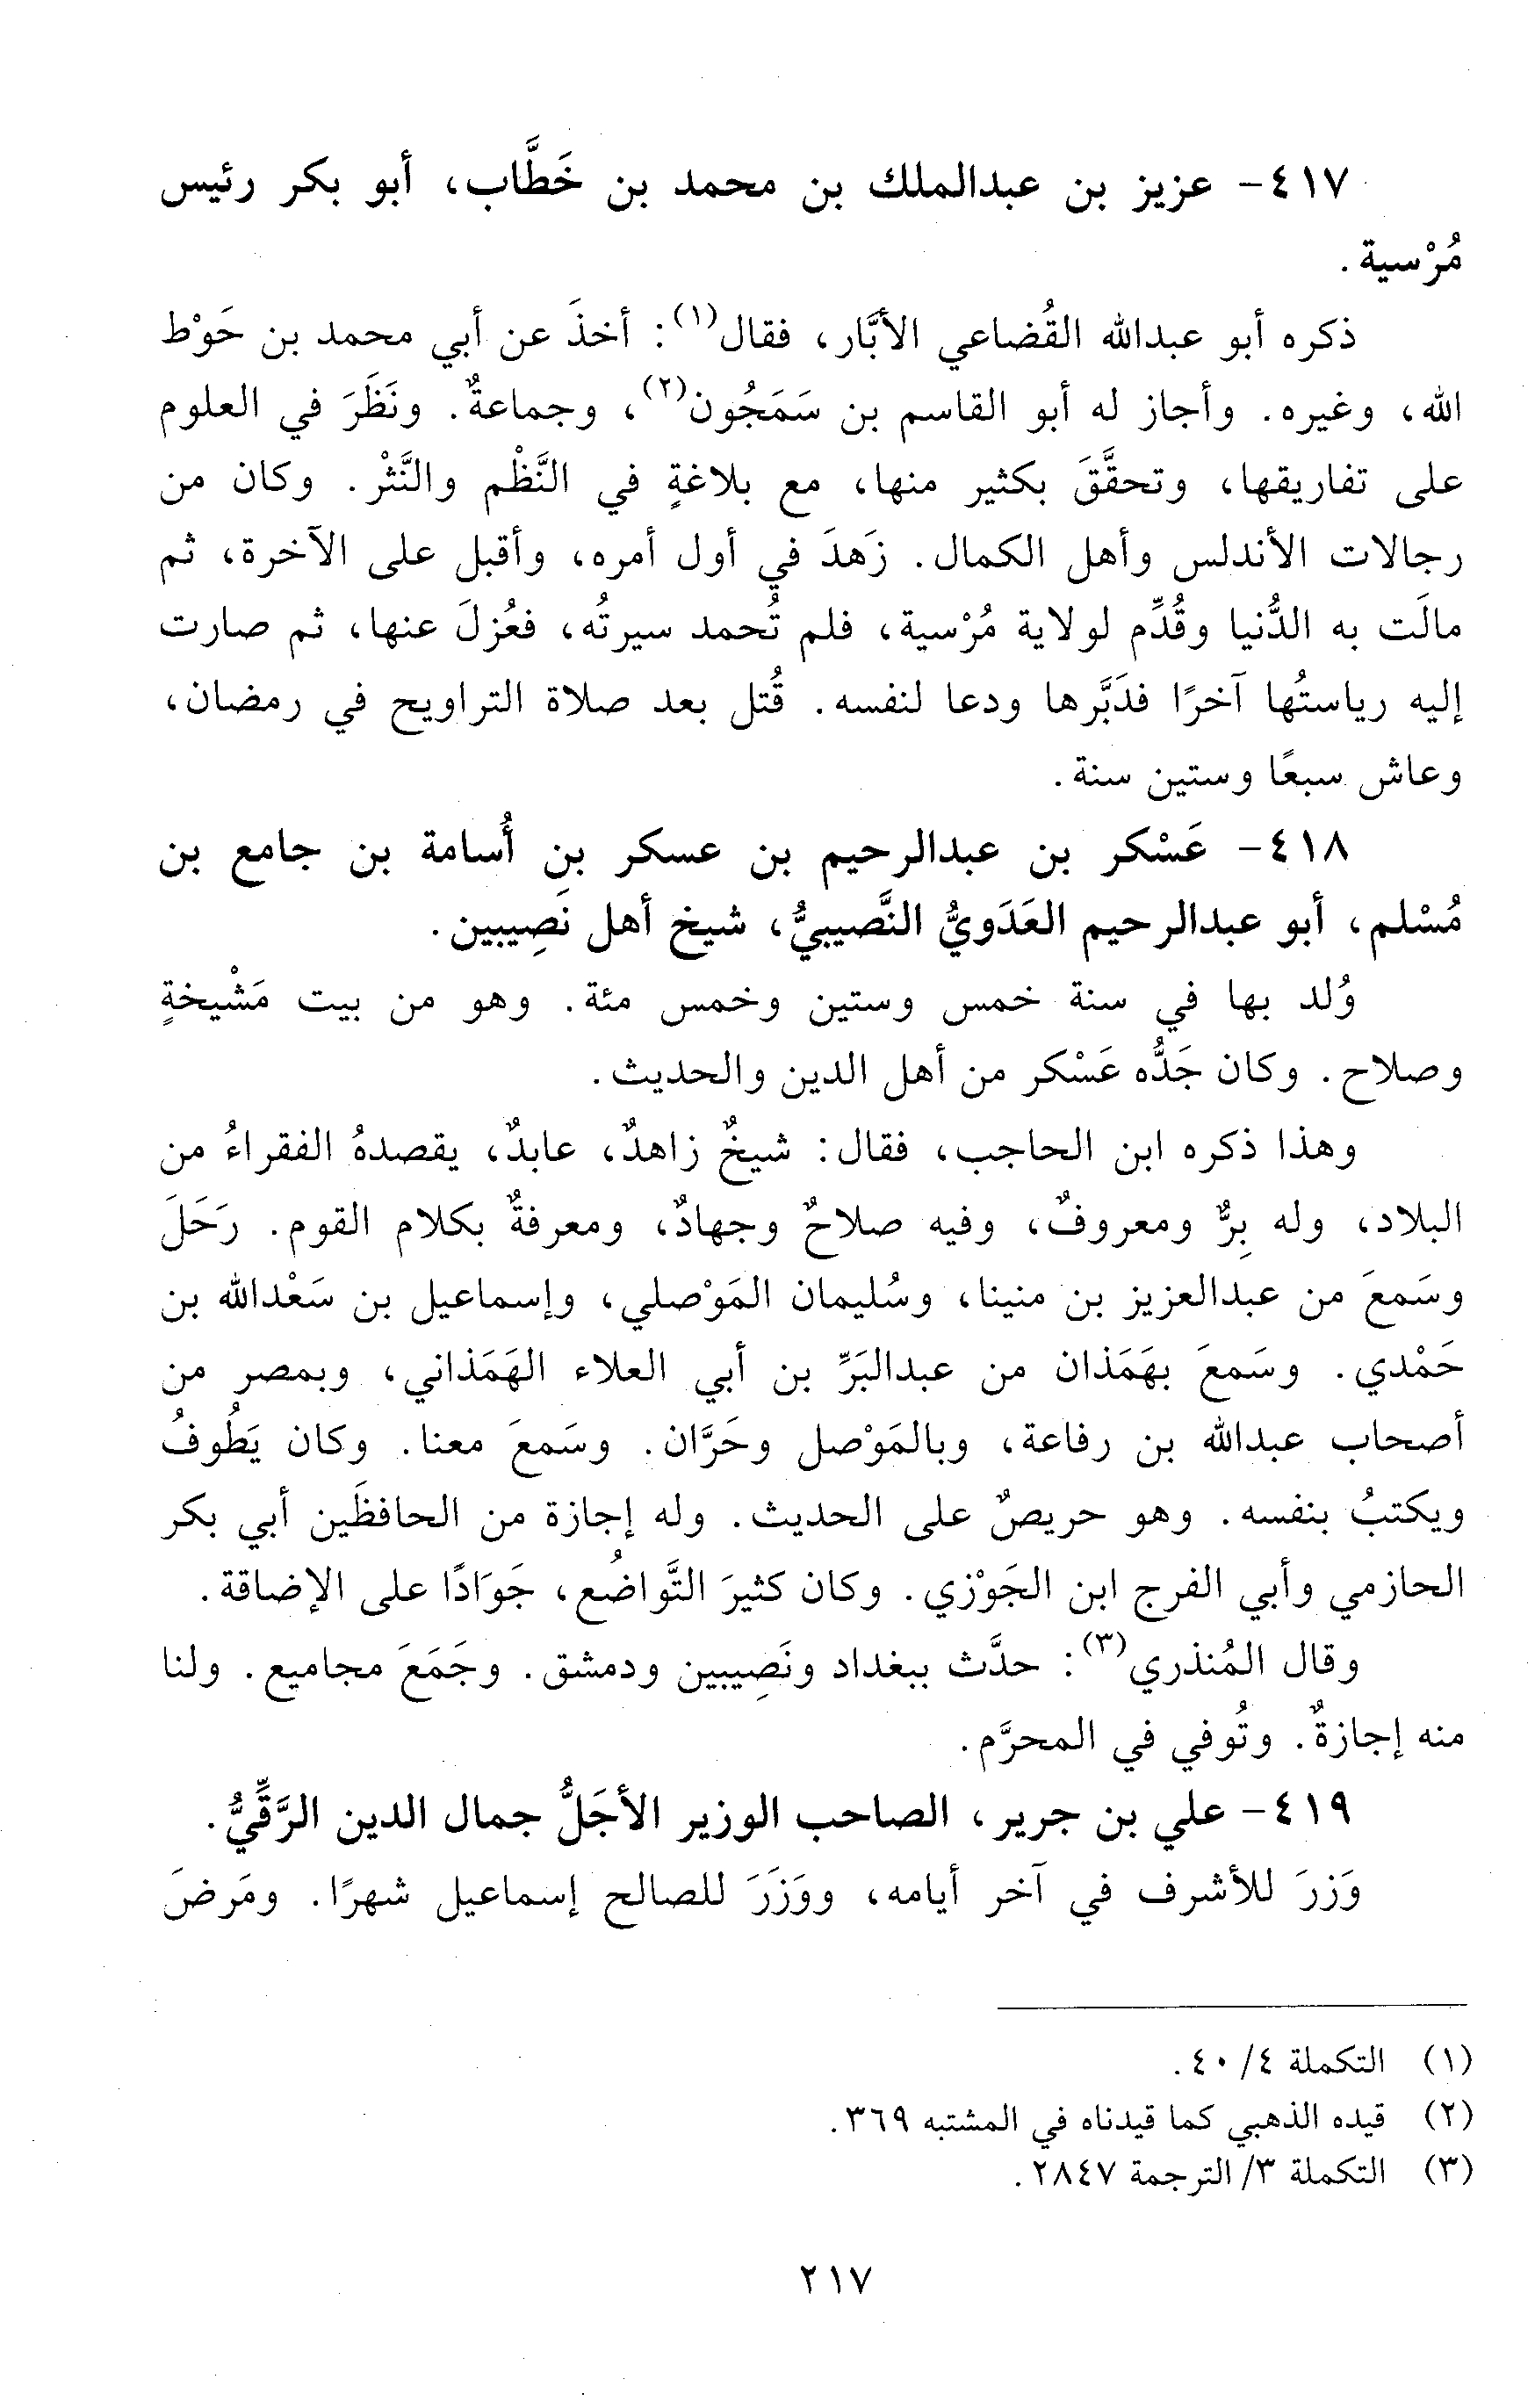 ٤١٧- عزيز بن عبدالملك بن محمد بن خَطَّاب، أبو بكر رئيس
مُرْسية.
ذكره أبو عبدالله القُضاعي الأبَّار، فقال(١): أخذَ عن أبي محمد بن حَوْط
الله، وغيره. وأجاز له أبو القاسم بن سَمَجُون(٢)، وجماعةٌ. ونَظَرَ في العلوم
على تفاريقها، وتحقَّقَ بكثير منها، مع بلاغةٍ في النَّظْم والنَّثْر. وكان من
رجالات الأندلس وأهل الكمال. زَهدَ في أول أمره، وأقبل على الآخرة، ثم
مالَت به الدُّنيا وقُدِّم لولاية مُرْسية، فلم تُحمد سيرتُه، فعُزلَ عنها، ثم صارت
إليه رياستُها آخرًا فدَبَّرها ودعا لنفسه. قُتل بعد صلاة التراويح في رمضان،
وعاش سبعًا وستين سنة.
٤١٨- عَسْكر بن عبدالرحيم بن عسكر بن أُسامة بن جامع بن
مُسْلم، أبو عبدالرحيم العَدَويُّ النَّصيبيُّ، شيخ أهل نَصِيبين.
وُلد بها في سنة خمس وستين وخمس مئة. وهو من بيت مَشْيخةٍ
وصلاح. وكان جَدُّه عَسْكر من أهل الدين والحديث.
وهذا ذكره ابن الحاجب، فقال: شيخٌ زاهدٌ، عابدٌ، يقصدهُ الفقراءُ من
البلاد، وله بِرٌّ ومعروفٌ، وفيه صلاحٌ وجهادٌ، ومعرفةٌ بكلام القوم. رَحَلَ
وسَمعَ من عبدالعزيز بن منينا، وسُليمان المَوْصلي، وإسماعيل بن سَعْدالله بن
حَمْدي. وسَمعَ بهَمَذان من عبدالبَرِّ بن أبي العلاء الهَمَذاني، وبمصر من
أصحاب عبدالله بن رفاعة، وبالمَوْصل وحَرَّان. وسَمعَ معنا. وكان يَطُوفُ
ويكتبُ بنفسه. وهو حريصٌ على الحديث. وله إجازة من الحافظَين أبي بكر
الحازمي وأبي الفرج ابن الجَوْزي. وكان كثيرَ التَّواضُع، جَوَادًا على الإضاقة.
وقال المُنذري(٣): حدَّث ببغداد ونَصِيبين ودمشق. وجَمَعَ مجاميع. ولنا
منه إجازةٌ. وتُوفي في المحرَّم.
٤١٩- علي بن جرير، الصاحب الوزير الأجَلُّ جمال الدين الرَّقِّيُّ.
وَزرَ للأشرف في آخر أيامه، ووَزَرَ للصالح إسماعيل شهرًا. ومَرضَ
(١) التكملة ٤/ ٤٠.
(٢) قيده الذهبي كما قيدناه في المشتبه ٣٦٩.
(٣) التكملة ٣/ الترجمة ٢٨٤٧.
٢١٧